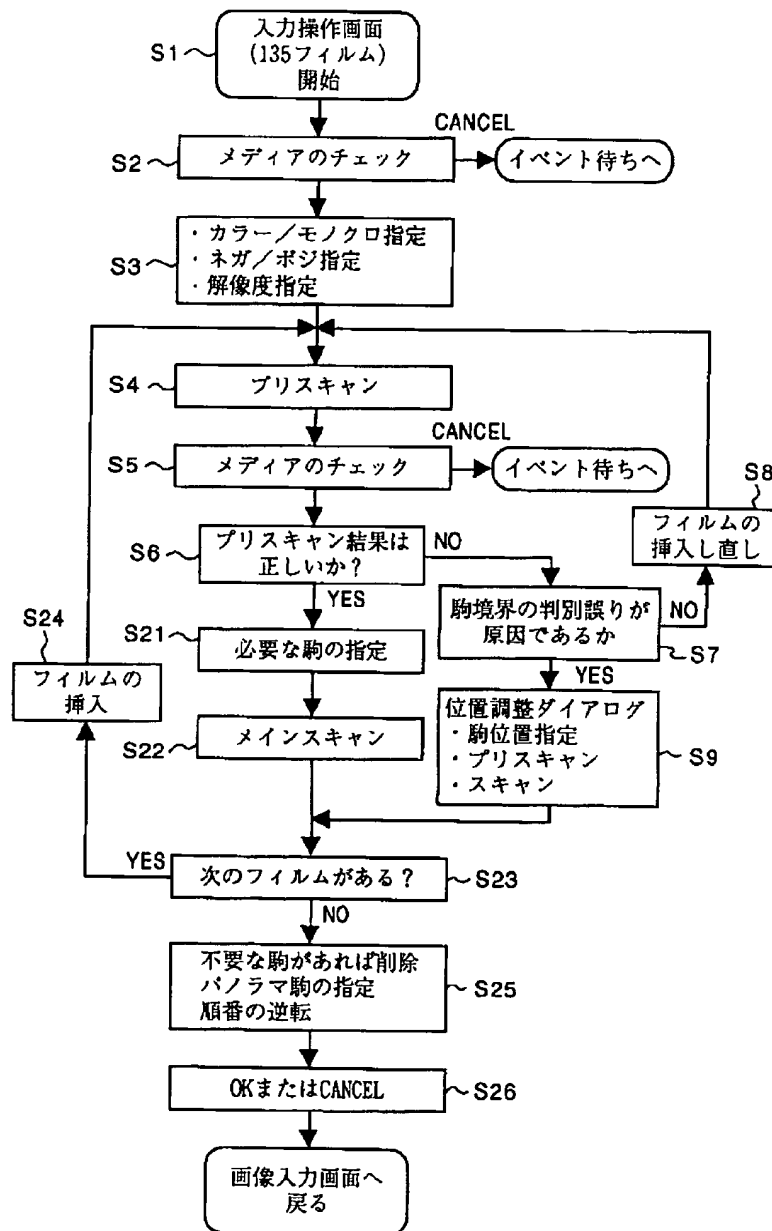 S1
入力操作画面
(135フィルム)
開始
CANCEL
S2
メディアのチェック
イベント待ちへ
S3
・カラー／モノクロ指定
・ネガ／ポジ指定
・解像度指定
S4
プリスキャン
CANCEL
S5
メディアのチェック
イベント待ちへ
S8
フィルムの
挿入し直し
S6
プリスキャン結果は
正しいか？
NO
YES
駒境界の判別誤りが
原因であるか
NO
S7
YES
S24
フィルムの
挿入
S21
必要な駒の指定
S22
メインスキャン
位置調整ダイアログ
・駒位置指定
・プリスキャン
・スキャン
S9
YES
次のフィルムがある？
S23
NO
不要な駒があれば削除
パノラマ駒の指定
順番の逆転
S25
OKまたはCANCEL
S26
画像入力画面へ
戻る